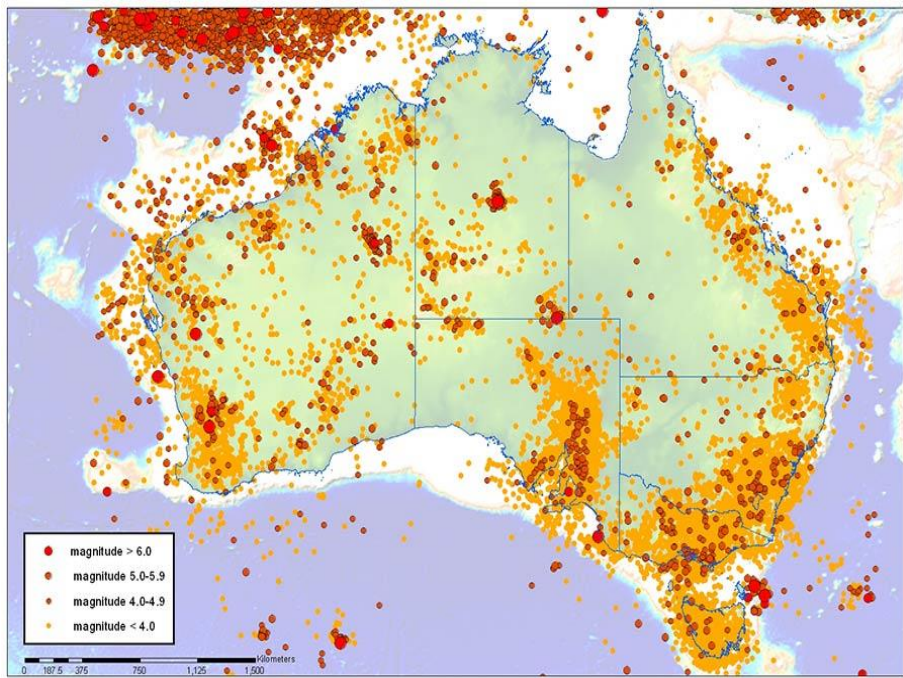 magnitude > 6.0
magnitude 5.0-5.9
magnitude 4.0-4.9
magnitude < 4.0
Kilometers
0 187.5 375 750 1,125 1,500